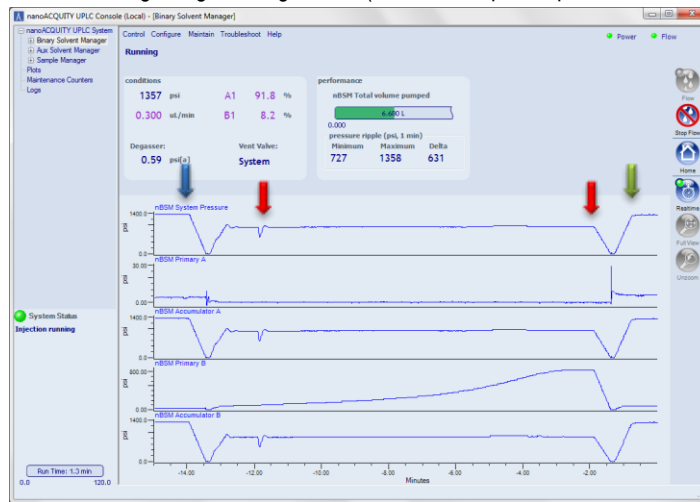 nanoACQUITY UPLC Console (Local) - [Binary Solvent Manager]
nanoACQUITY UPLC System
Binary Solvent Manager
Aux Solvent Manager
Sample Manager
Plots
Maintenance Counters
Logs
Control Configure Maintain Troubleshoot Help
Power Flow
Running
conditions
1357 psi A1 91.8 %
0.300 uL/min B1 8.2 %
Degasser: Vent Valve:
0.59 psi[a] System
performance
nBSM Total volume pumped
6.600 L
0.000
pressure ripple (psi, 1 min)
Minimum Maximum Delta
727 1358 631
Flow
Stop Flow
Home
Realtime
Full View
Unzoom
nBSM System Pressure
1400.0
psi
0.0
nBSM Primary A
30.00
psi
0.00
nBSM Accumulator A
1400.0
psi
0.0
nBSM Primary B
800.00
psi
0.00
nBSM Accumulator B
1400.0
psi
0.0
-14.00 -12.00 -10.00 -8.00 -6.00 -4.00 -2.00
Minutes
System Status
Injection running
Run Time: 1.3 min
0.0 120.0